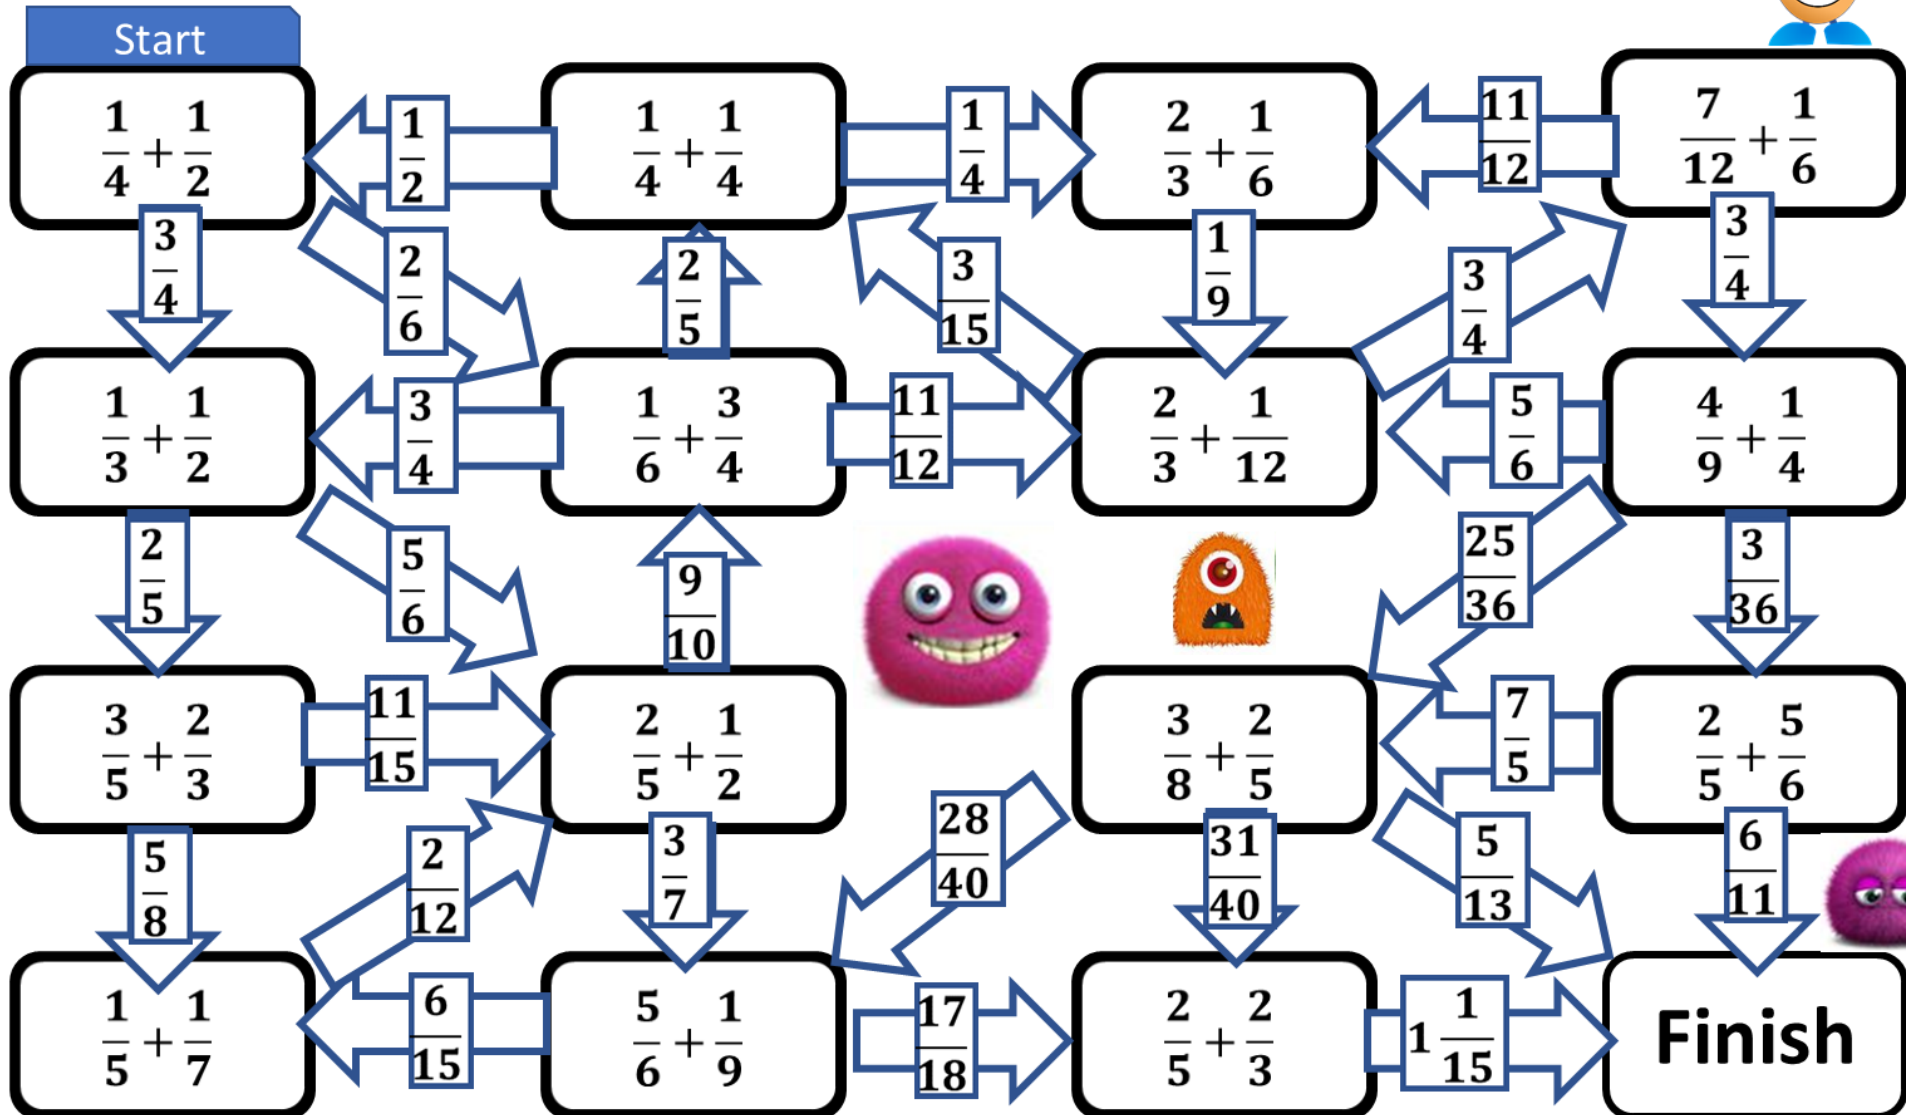 Start
1/4 + 1/2
1/2
1/4 + 1/4
1/4
2/3 + 1/6
11/12
7/12 + 1/6
3/4
2/6
2/5
3/15
1/9
3/4
3/4
1/3 + 1/2
3/4
1/6 + 3/4
11/12
2/3 + 1/12
5/6
4/9 + 1/4
2/5
5/6
9/10
25/36
3/36
3/5 + 2/3
11/15
2/5 + 1/2
3/8 + 2/5
7/5
2/5 + 5/6
5/8
2/12
3/7
28/40
31/40
5/13
6/11
1/5 + 1/7
6/15
5/6 + 1/9
17/18
2/5 + 2/3
1 1/15
Finish